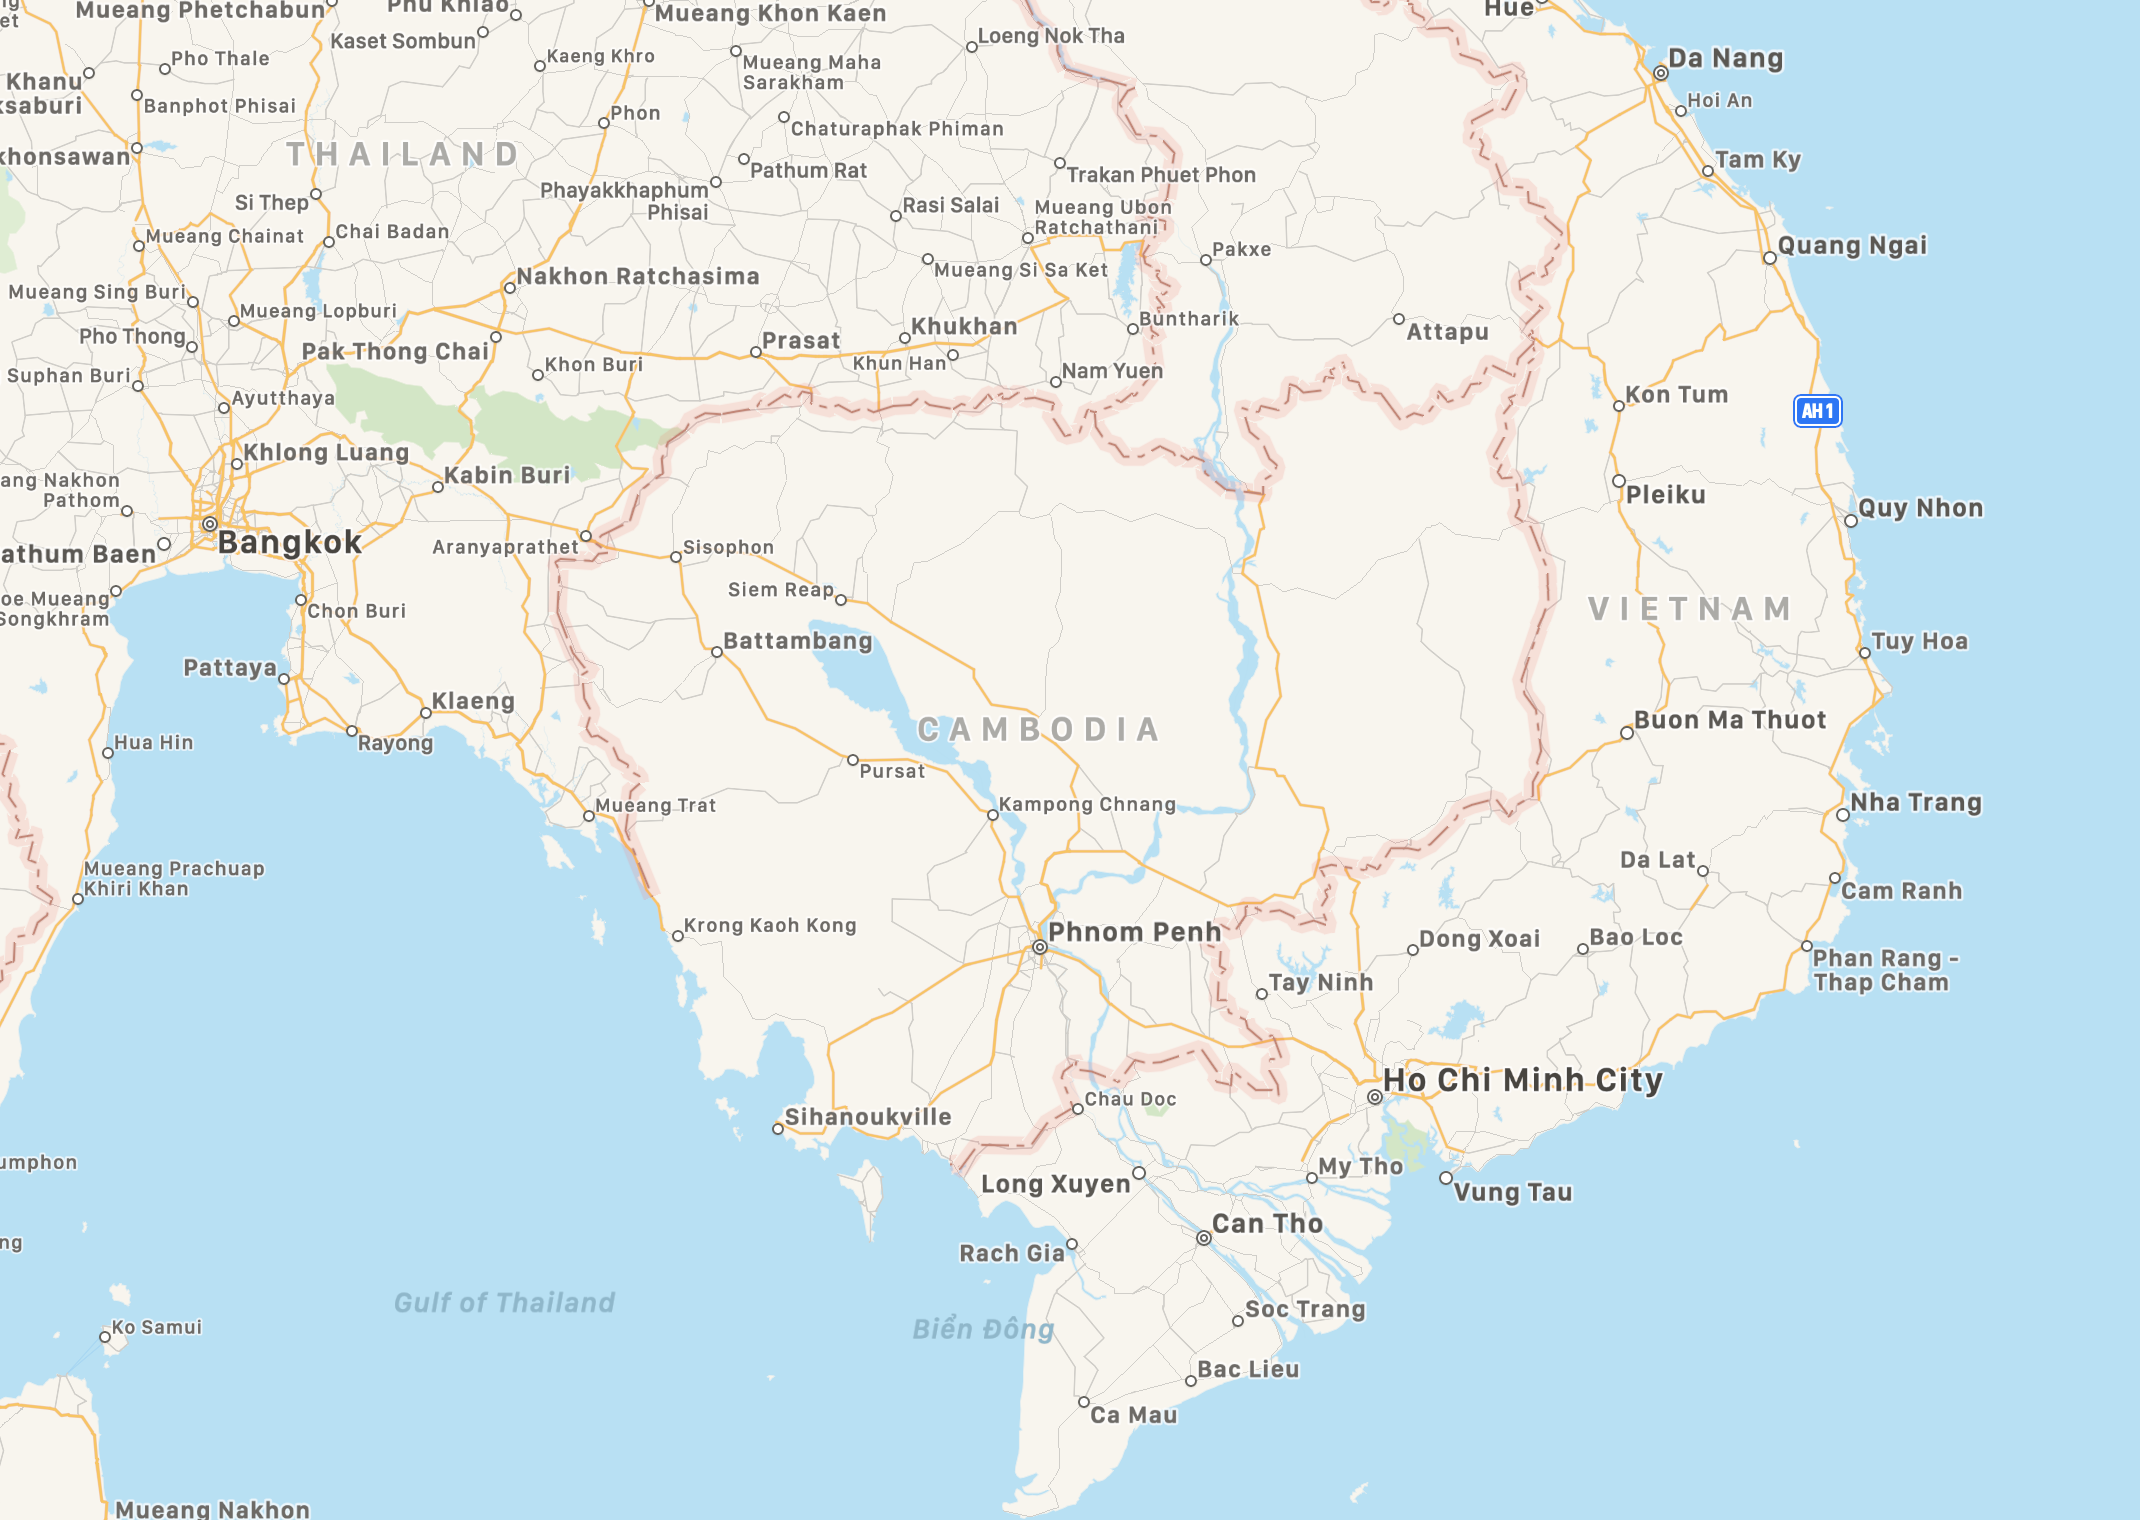 Mueang Phetchabun
Phu Khiao
Mueang Khon Kaen
Hue
Kaset Sombun
Loeng Nok Tha
Da Nang
Pho Thale
Kaeng Khro
Mueang Maha
Sarakham
Khanu
Hoi An
Banphot Phisai
Phon
Chaturaphak Phiman
THAILAND
Tam Ky
Pathum Rat
Trakan Phuet Phon
Phayakkhaphum
Phisai
Si Thep
Rasi Salai
Mueang Ubon
Ratchathani
Mueang Chainat
Chai Badan
Pakxe
Quang Ngai
Mueang Si Sa Ket
Nakhon Ratchasima
Mueang Sing Buri
Mueang Lopburi
Buntharik
Khukhan
Attapu
Pho Thong
Prasat
Pak Thong Chai
Khon Buri
Khun Han
Nam Yuen
Suphan Buri
Ayutthaya
Kon Tum
AH1
Khlong Luang
Kabin Buri
ang Nakhon
Pathom
Pleiku
Quy Nhon
Bangkok
Aranyaprathet
Sisophon
athum Baen
Siem Reap
oe Mueang
Songkhram
Chon Buri
VIETNAM
Battambang
Tuy Hoa
Pattaya
Klaeng
Buon Ma Thuot
CAMBODIA
Hua Hin
Rayong
Pursat
Mueang Trat
Kampong Chnang
Nha Trang
Da Lat
Mueang Prachuap
Khiri Khan
Cam Ranh
Krong Kaoh Kong
Phnom Penh
Dong Xoai
Bao Loc
Phan Rang -
Thap Cham
Tay Ninh
Ho Chi Minh City
Chau Doc
Sihanoukville
umphon
My Tho
Long Xuyen
Vung Tau
Can Tho
ng
Rach Gia
Gulf of Thailand
Soc Trang
Biển Đông
Ko Samui
Bac Lieu
Ca Mau
Mueang Nakhon